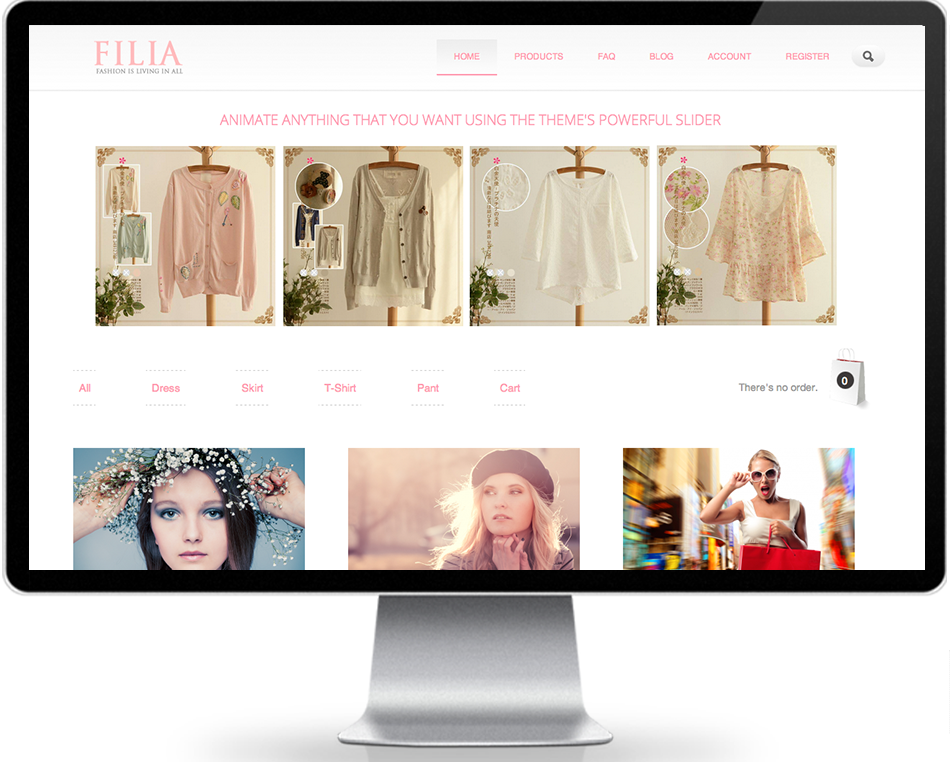 FILIA
FASHION IS LIVING IN ALL
HOME
PRODUCTS
FAQ
BLOG
ACCOUNT
REGISTER
ANIMATE ANYTHING THAT YOU WANT USING THE THEME'S POWERFUL SLIDER
All
Dress
Skirt
T-Shirt
Pant
Cart
There's no order.
0